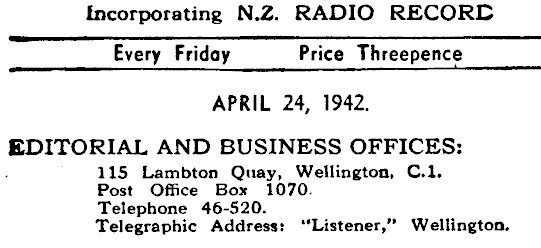 Incorporating N.Z. RADIO RECORD
Every Friday Price Threepence
APRIL 24, 1942.
EDITORIAL AND BUSINESS OFFICES:
115 Lambton Quay, Wellington, C.1.
Post Office Box 1070.
Telephone 46-520.
Telegraphic Address: "Listener," Wellington.